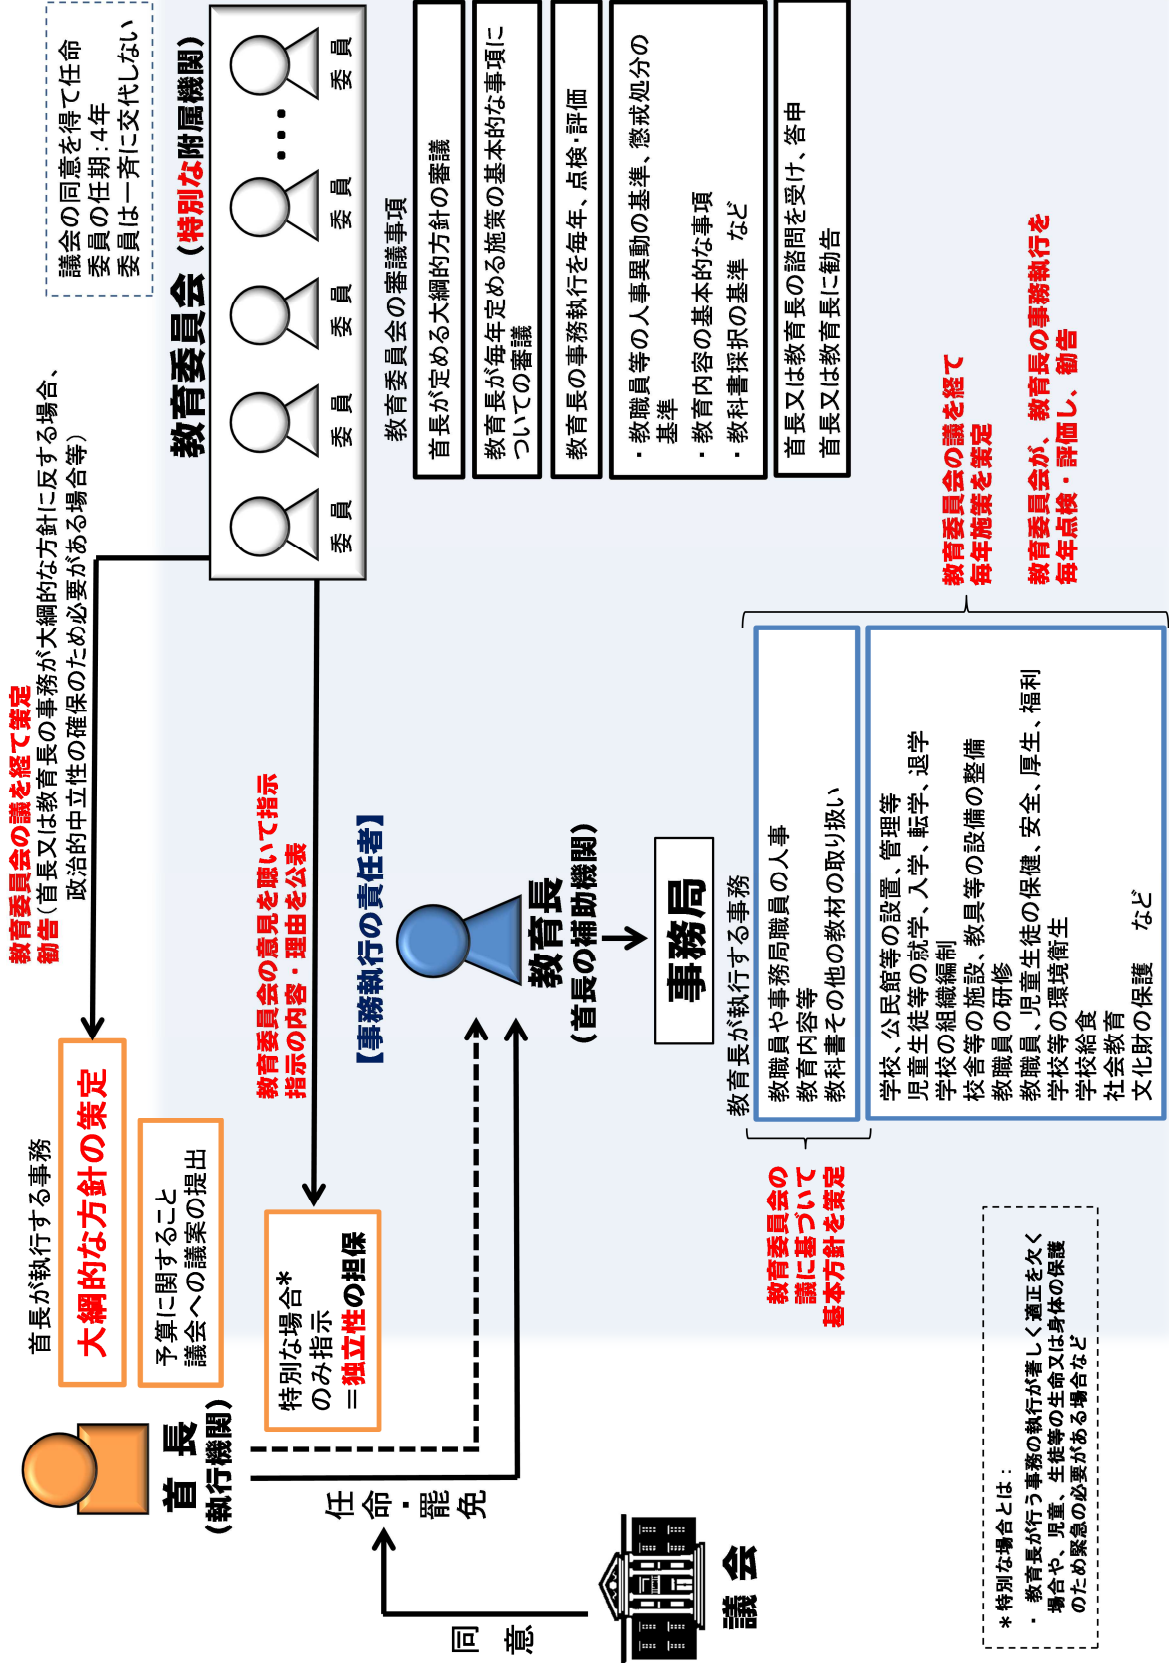 首長が執行する事務
大綱的な方針の策定
予算に関すること
議会への議案の提出
首 長
(執行機関)
特別な場合*
のみ指示
＝独立性の担保
任命・罷免
同意
議 会
教育委員会の議を経て策定
勧告(首長又は教育長の事務が大綱的な方針に反する場合、
政治的中立性の確保のため必要がある場合等)
教育委員会の意見を聴いて指示
指示の内容・理由を公表
議会の同意を得て任命
委員の任期：4年
委員は一斉に交代しない
教育委員会（特別な附属機関）
委員
委員
委員
委員
・・・・
委員
教育委員会の審議事項
首長が定める大綱的方針の審議
教育長が毎年定める施策の基本的な事項に
ついての審議
教育長の事務執行を毎年、点検・評価
・教職員等の人事異動の基準、懲戒処分の
基準
・教育内容の基本的な事項
・教科書採択の基準 など
首長又は教育長の諮問を受け、答申
首長又は教育長に勧告
【事務執行の責任者】
教育長
(首長の補助機関)
事務局
教育長が執行する事務
教職員や事務局職員の人事
教育内容等
教科書その他の教材の取り扱い
学校、公民館等の設置、管理等
児童生徒等の就学、入学、転学、退学
学校の組織編制
校舎等の施設、教具等の設備の整備
教職員の研修
教職員、児童生徒の保健、安全、厚生、福利
学校等の環境衛生
学校給食
社会教育
文化財の保護 など
教育委員会の
議に基づいて
基本方針を策定
教育委員会の議を経て
毎年施策を策定
教育委員会が、教育長の事務執行を
毎年点検・評価し、勧告
＊特別な場合とは：
・ 教育長が行う事務の執行が著しく適正を欠く
場合や、児童、生徒等の生命又は身体の保護
のため緊急の必要がある場合など